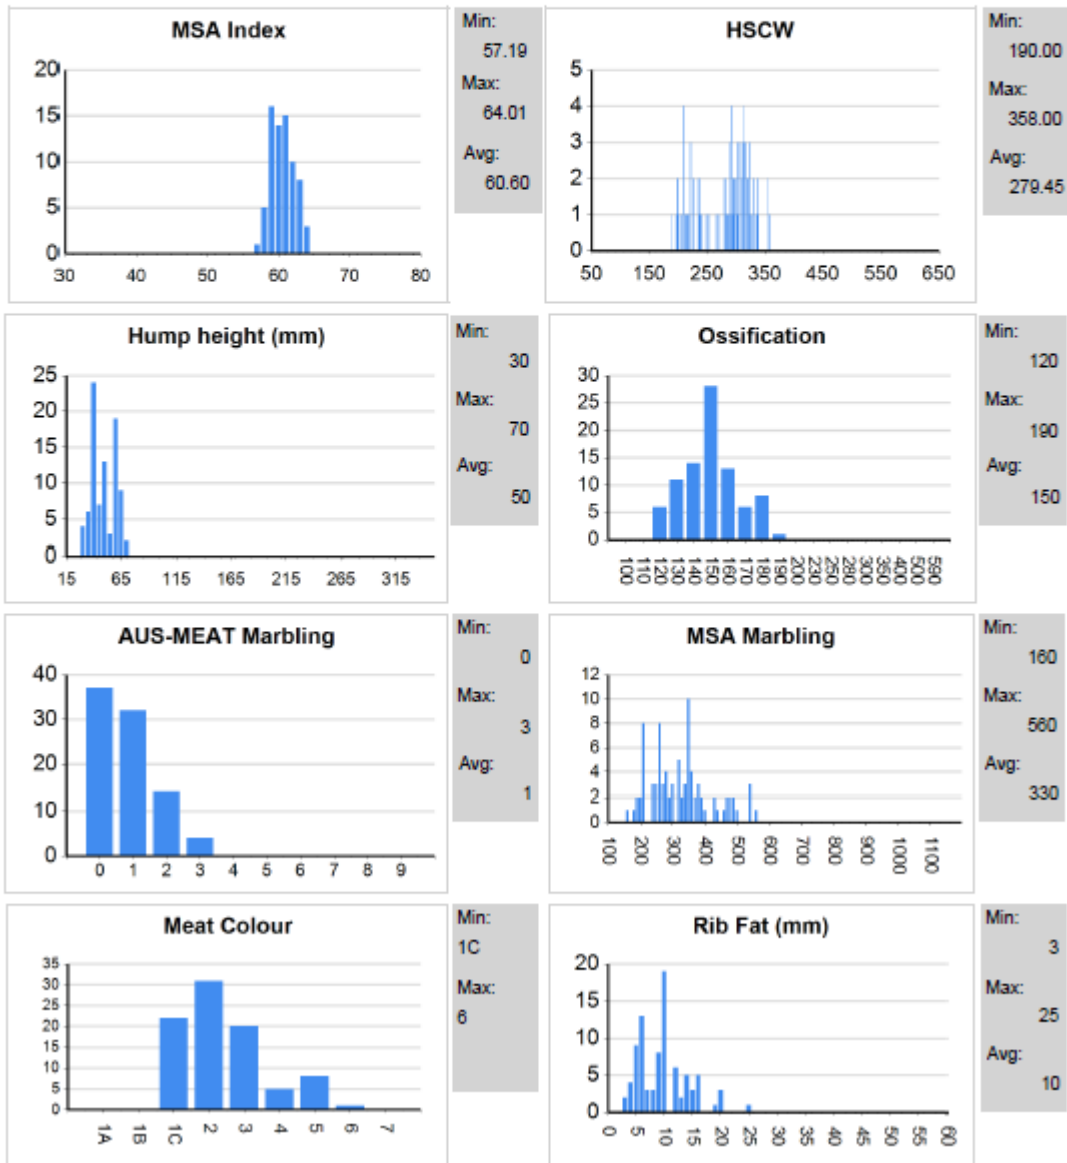 MSA Index
20
15
10
5
0
30 40 50 60 70 80
Min:
57.19
Max:
64.01
Avg:
60.60
HSCW
5
4
3
2
1
0
50 150 250 350 450 550 650
Min:
190.00
Max:
358.00
Avg:
279.45
Hump height (mm)
25
20
15
10
5
0
15 65 115 165 215 265 315
Min:
30
Max:
70
Avg:
50
Ossification
30
25
20
15
10
5
0
100 110 120 130 140 150 160 170 180 190 200 230 250 280 300 350 400 500 590
Min:
120
Max:
190
Avg:
150
AUS-MEAT Marbling
40
30
20
10
0
0 1 2 3 4 5 6 7 8 9
Min:
0
Max:
3
Avg:
1
MSA Marbling
12
10
8
6
4
2
0
100 200 300 400 500 600 700 800 900 1000 1100
Min:
160
Max:
560
Avg:
330
Meat Colour
35
30
25
20
15
10
5
0
1A 1B 1C 2 3 4 5 6 7
Min:
1C
Max:
6
Rib Fat (mm)
20
15
10
5
0
0 5 10 15 20 25 30 35 40 45 50 55 60
Min:
3
Max:
25
Avg:
10